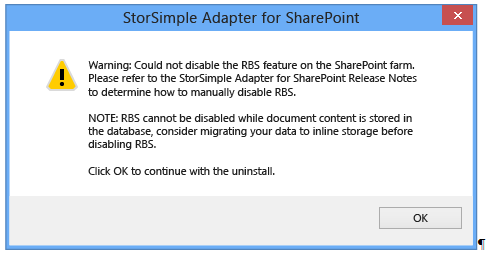 StorSimple Adapter for SharePoint
Warning: Could not disable the RBS feature on the SharePoint farm.
Please refer to the StorSimple Adapter for SharePoint Release Notes
to determine how to manually disable RBS.
NOTE: RBS cannot be disabled while document content is stored in
the database, consider migrating your data to inline storage before
disabling RBS.
Click OK to continue with the uninstall.
OK
¶